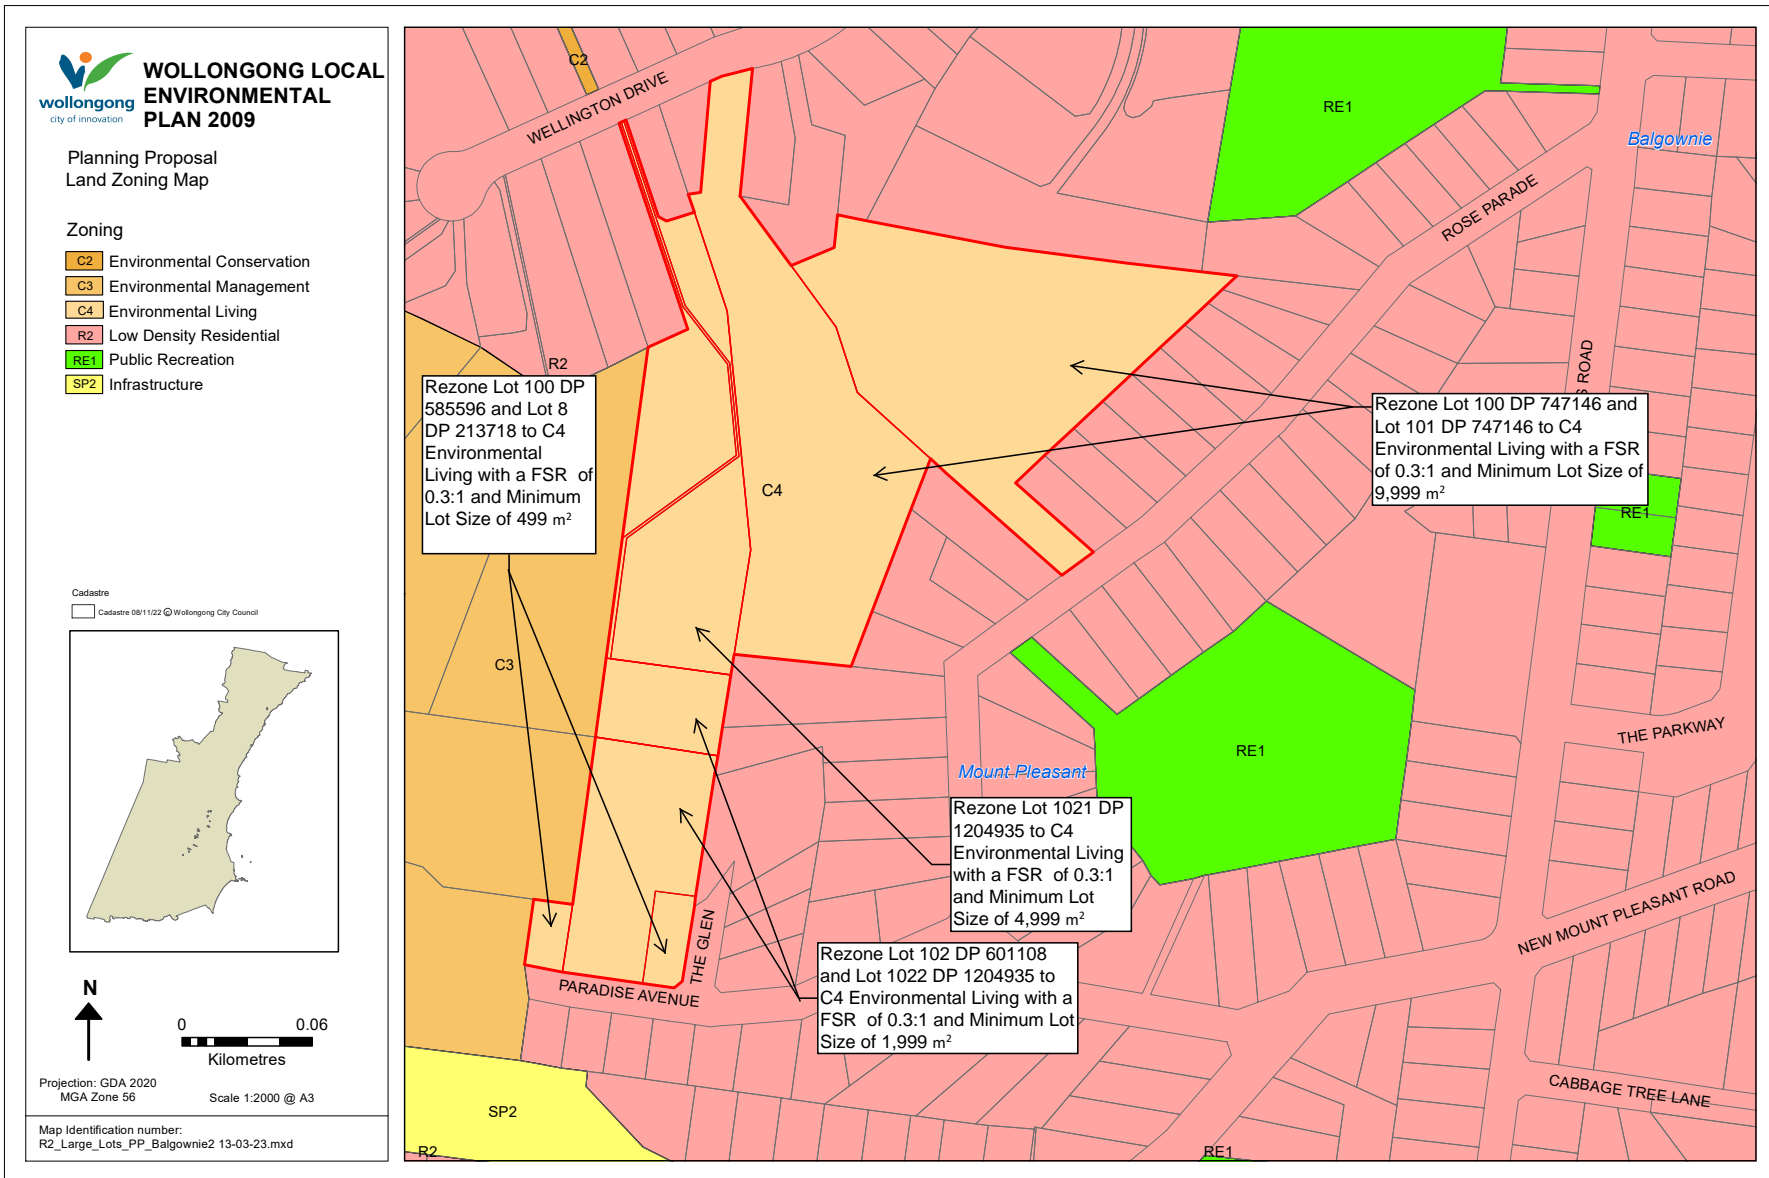 wollongong
city of innovation
WOLLONGONG LOCAL
ENVIRONMENTAL
PLAN 2009
Planning Proposal
Land Zoning Map
Zoning
C2 Environmental Conservation
C3 Environmental Management
C4 Environmental Living
R2 Low Density Residential
RE1 Public Recreation
SP2 Infrastructure
Cadastre
Cadastre 08/11/22 © Wollongong City Council
N
0 0.06
Kilometres
Projection: GDA 2020
MGA Zone 56
Scale 1:2000 @ A3
Map Identification number:
R2_Large_Lots_PP_Balgownie2 13-03-23.mxd
C2
WELLINGTON DRIVE
RE1
Balgownie
ROSE PARADE
S ROAD
R2
Rezone Lot 100 DP
585596 and Lot 8
DP 213718 to C4
Environmental
Living with a FSR of
0.3:1 and Minimum
Lot Size of 499 m²
Rezone Lot 100 DP 747146 and
Lot 101 DP 747146 to C4
Environmental Living with a FSR
of 0.3:1 and Minimum Lot Size of
9,999 m²
C4
RE1
C3
RE1
THE PARKWAY
Mount Pleasant
Rezone Lot 1021 DP
1204935 to C4
Environmental Living
with a FSR of 0.3:1
and Minimum Lot
Size of 4,999 m²
NEW MOUNT PLEASANT ROAD
THE GLEN
PARADISE AVENUE
Rezone Lot 102 DP 601108
and Lot 1022 DP 1204935 to
C4 Environmental Living with a
FSR of 0.3:1 and Minimum Lot
Size of 1,999 m²
CABBAGE TREE LANE
SP2
R2
RE1